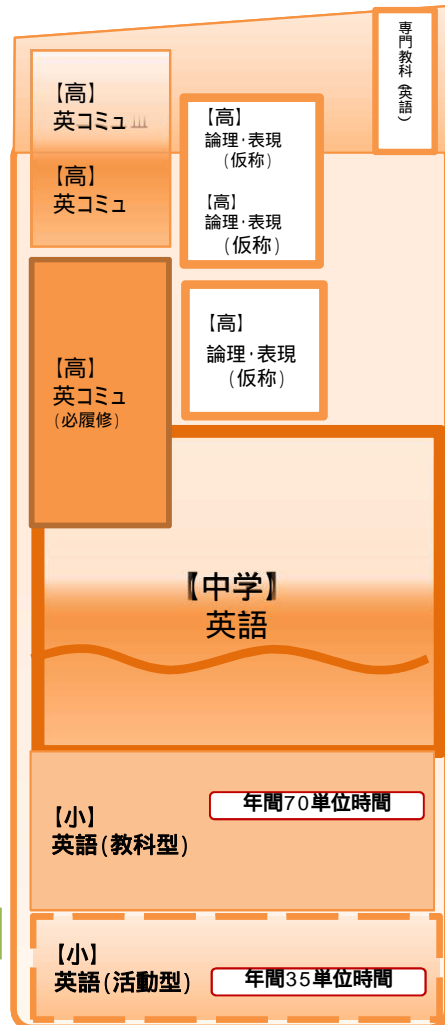 専門教科(英語)
【高】
英コミュⅢ
【高】
論理・表現
(仮称)
【高】
英コミュ
【高】
論理・表現
(仮称)
【高】
論理・表現
(仮称)
【高】
英コミュ
(必履修)
【中学】
英語
年間70単位時間
【小】
英語(教科型)
【小】
英語(活動型)
年間35単位時間